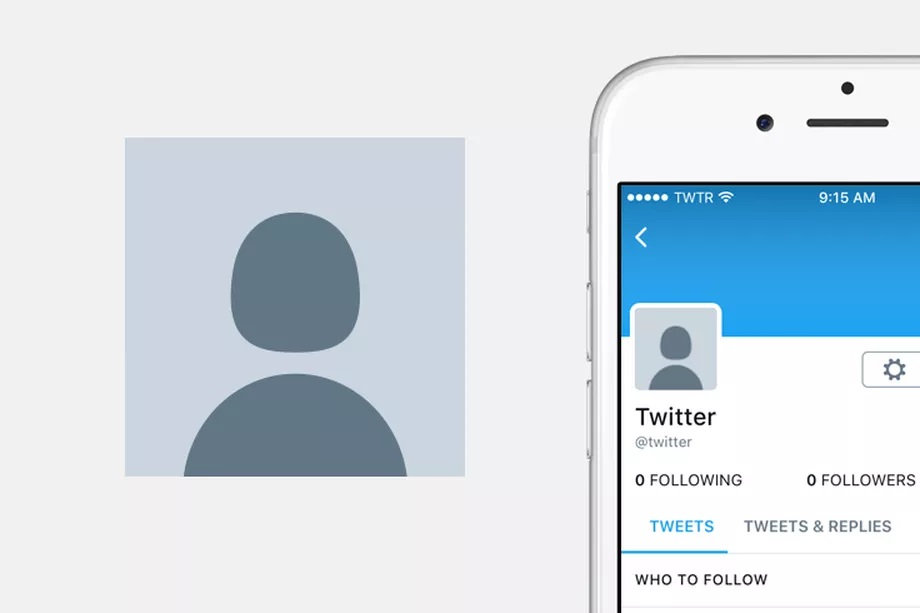 TWTR 9:15 AM
Twitter
@twitter
0 FOLLOWING 0 FOLLOWERS
TWEETS TWEETS & REPLIES
WHO TO FOLLOW